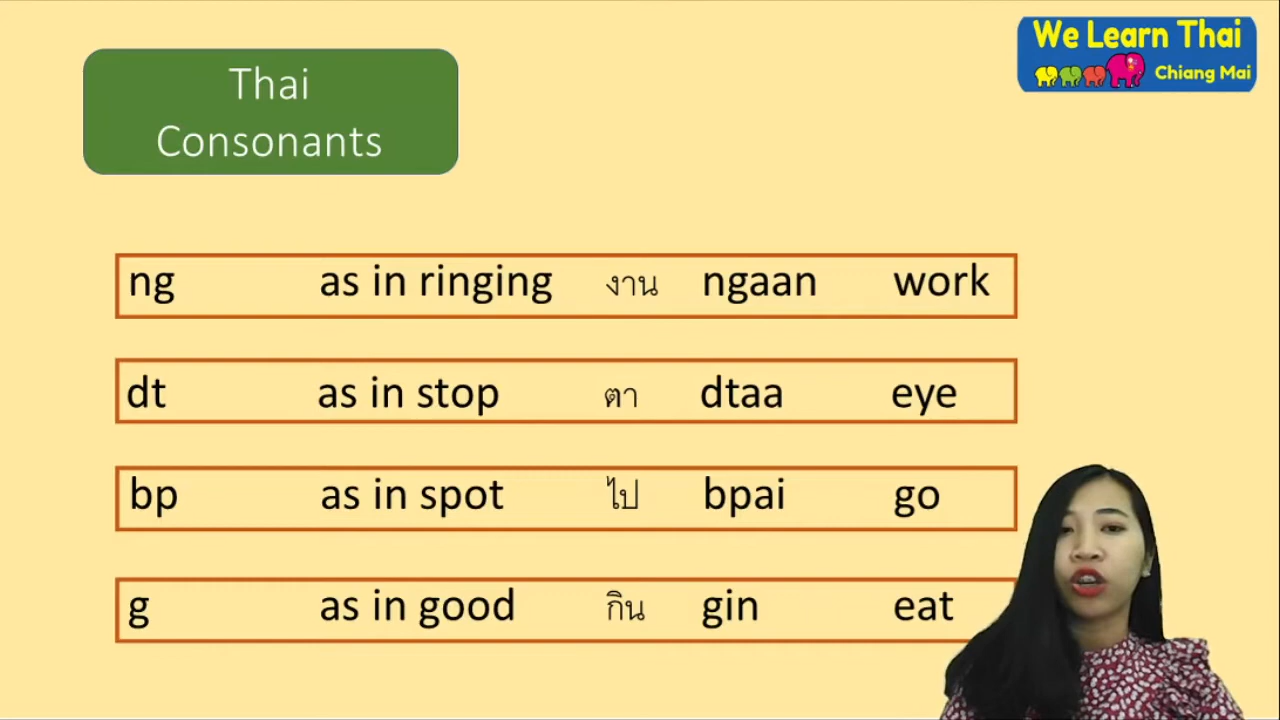 We Learn Thai
Chiang Mai
Thai
Consonants
ng as in ringing งาน ngaan work
dt as in stop ตา dtaa eye
bp as in spot ไป bpai go
g as in good กิน gin eat